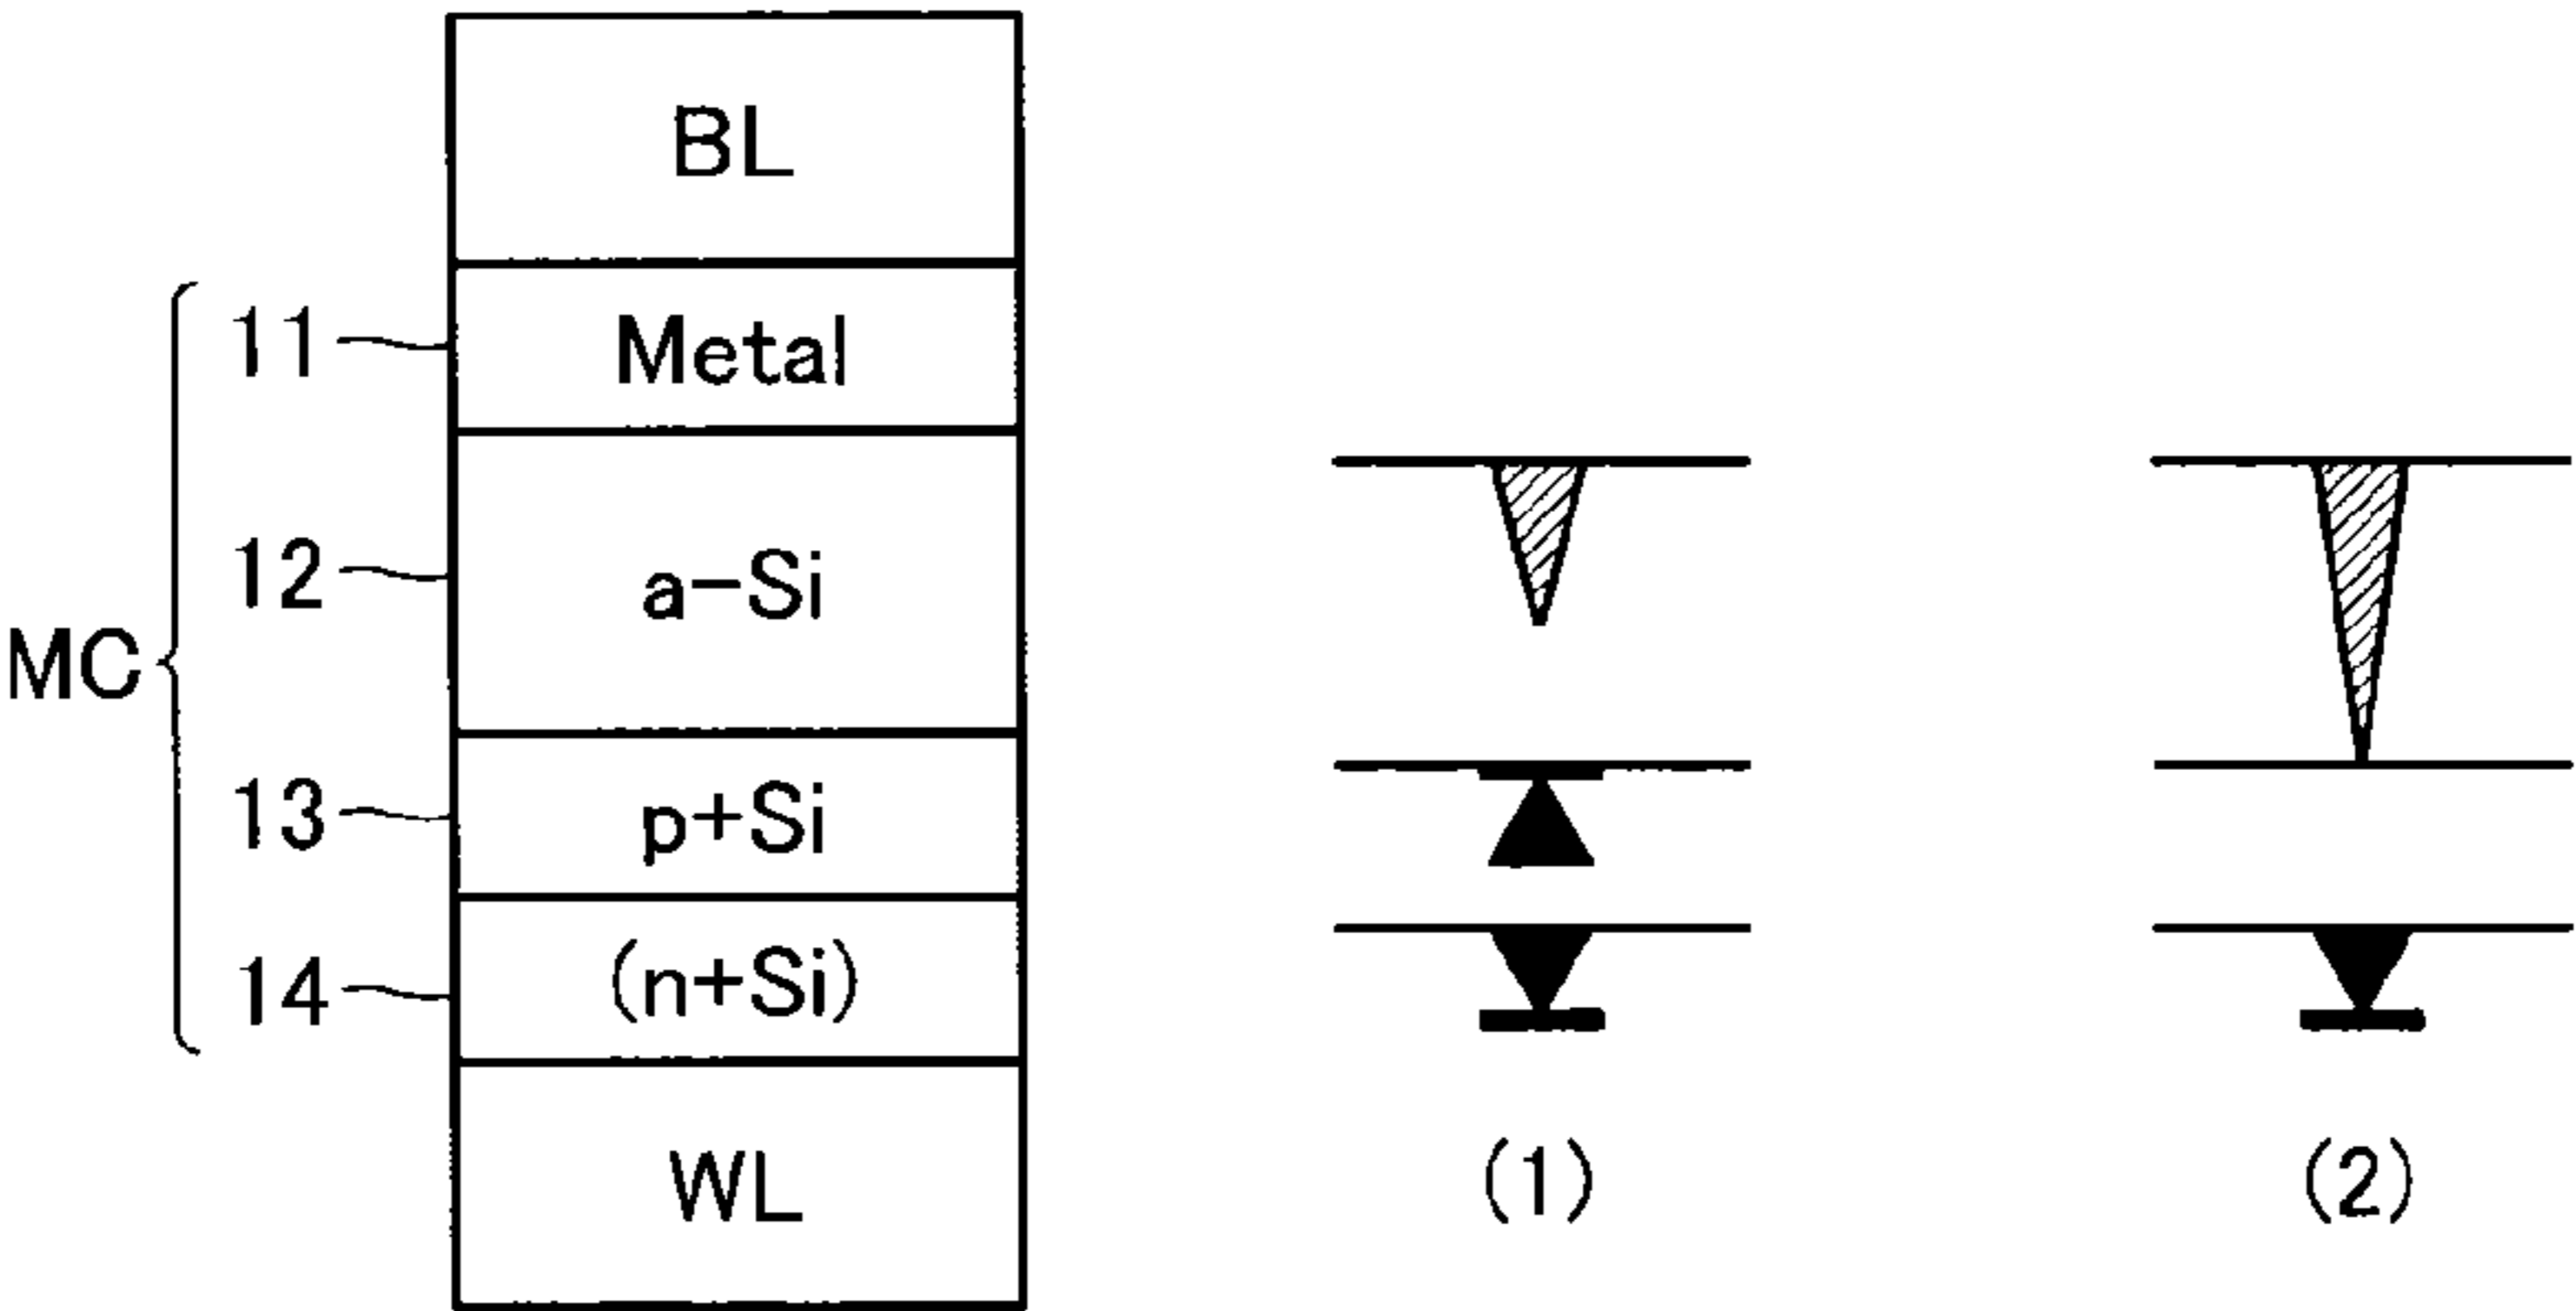 BL
11 Metal
12 a-Si
MC
13 p+Si
14 (n+Si)
WL
(1) (2)